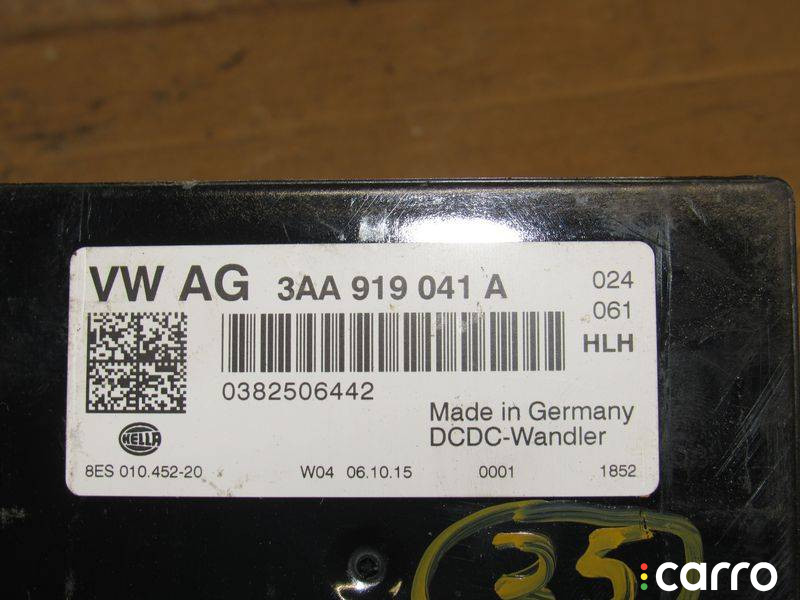 VW AG 3AA 919 041 A 024
061
HLH
0382506442
Made in Germany
DCDC-Wandler
HELLA
8ES 010.452-20 W04 06.10.15 0001 1852
35
carro